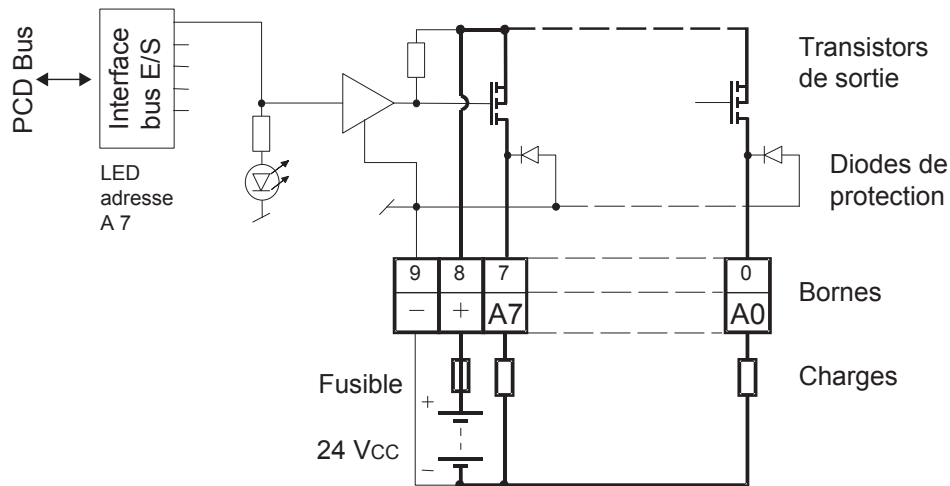 PCD Bus
Interface
bus E/S
LED
adresse
A 7
Transistors
de sortie
Diodes de
protection
9 8 7 0
− + A7 A0
Bornes
Fusible
Charges
+
24 VCC
−